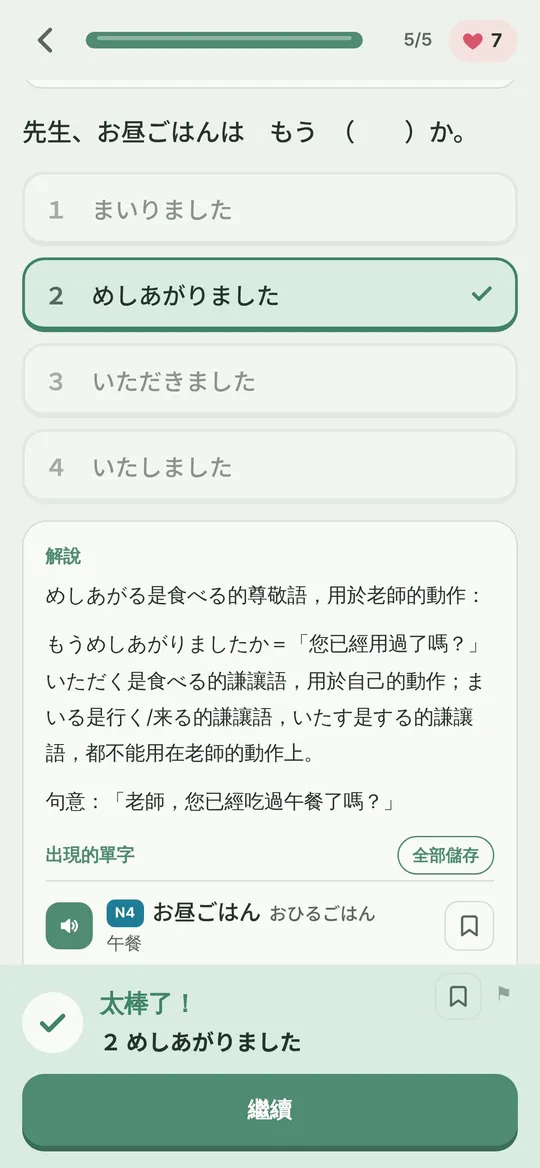 5/5
7
先生、お昼ごはんは　もう　（　　）か。
1 まいりました
2 めしあがりました
3 いただきました
4 いたしました
解說
めしあがる是食べる的尊敬語，用於老師的動作：
もうめしあがりましたか＝「您已經用過了嗎？」
いただく是食べる的謙讓語，用於自己的動作；ま
いる是行く/来る的謙讓語，いたす是する的謙讓
語，都不能用在老師的動作上。
句意：「老師，您已經吃過午餐了嗎？」
出現的單字 全部儲存
N4 お昼ごはん おひるごはん
午餐
太棒了！
2 めしあがりました
繼續